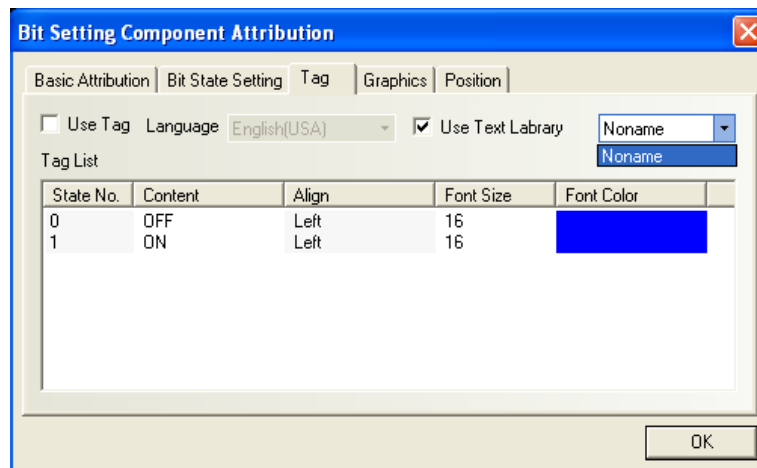 Bit Setting Component Attribution
Basic Attribution Bit State Setting Tag Graphics Position
Use Tag Language English(USA) Use Text Labrary Noname
Noname
Tag List
State No. Content Align Font Size Font Color
0 OFF Left 16
1 ON Left 16
OK